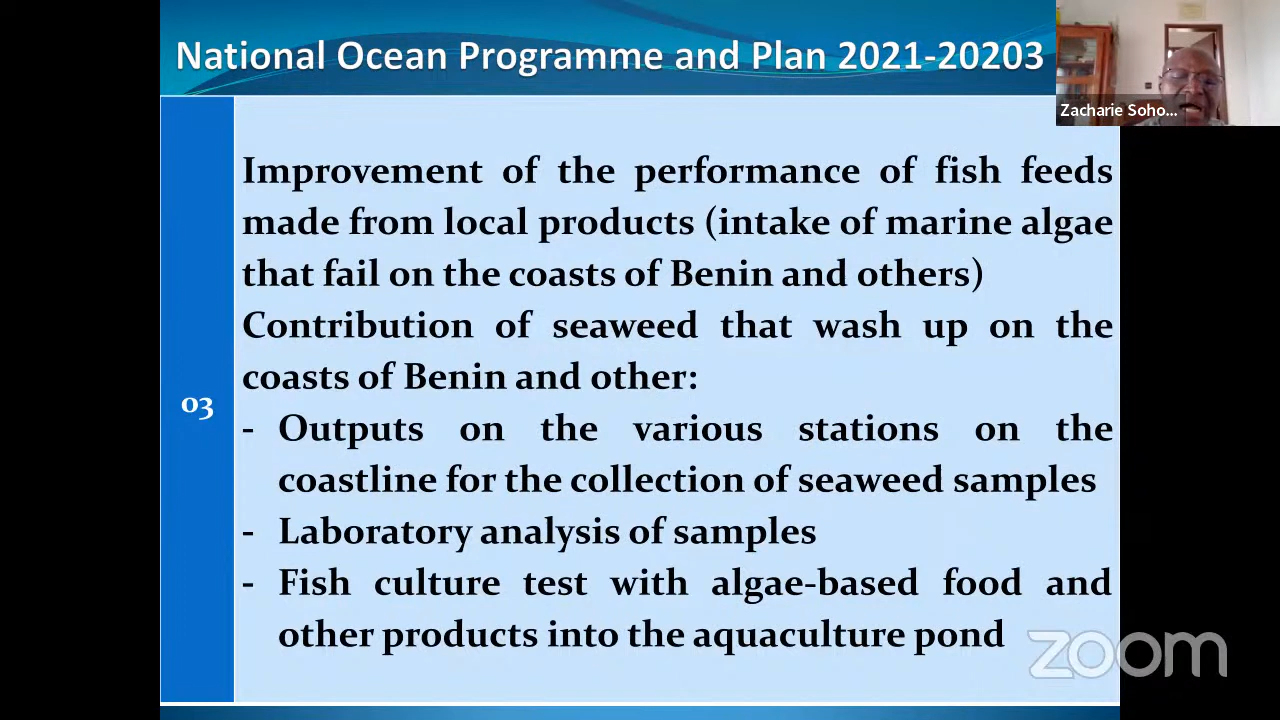 National Ocean Programme and Plan 2021-20203
Zacharie Soho...
Improvement of the performance of fish feeds
made from local products (intake of marine algae
that fail on the coasts of Benin and others)
Contribution of seaweed that wash up on the
coasts of Benin and other:
03
- Outputs on the various stations on the
coastline for the collection of seaweed samples
- Laboratory analysis of samples
- Fish culture test with algae-based food and
other products into the aquaculture pond
zoom